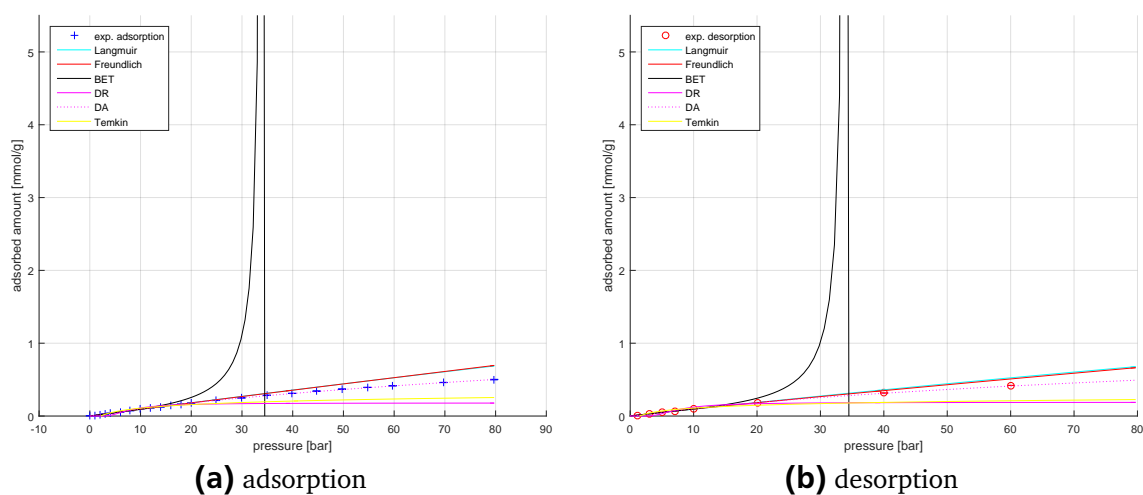 exp. adsorption
Langmuir
Freundlich
BET
DR
DA
Temkin
adsorbed amount [mmol/g]
5
4
3
2
1
0
-10 0 10 20 30 40 50 60 70 80 90
pressure [bar]
(a) adsorption
exp. desorption
Langmuir
Freundlich
BET
DR
DA
Temkin
adsorbed amount [mmol/g]
5
4
3
2
1
0
0 10 20 30 40 50 60 70 80
pressure [bar]
(b) desorption